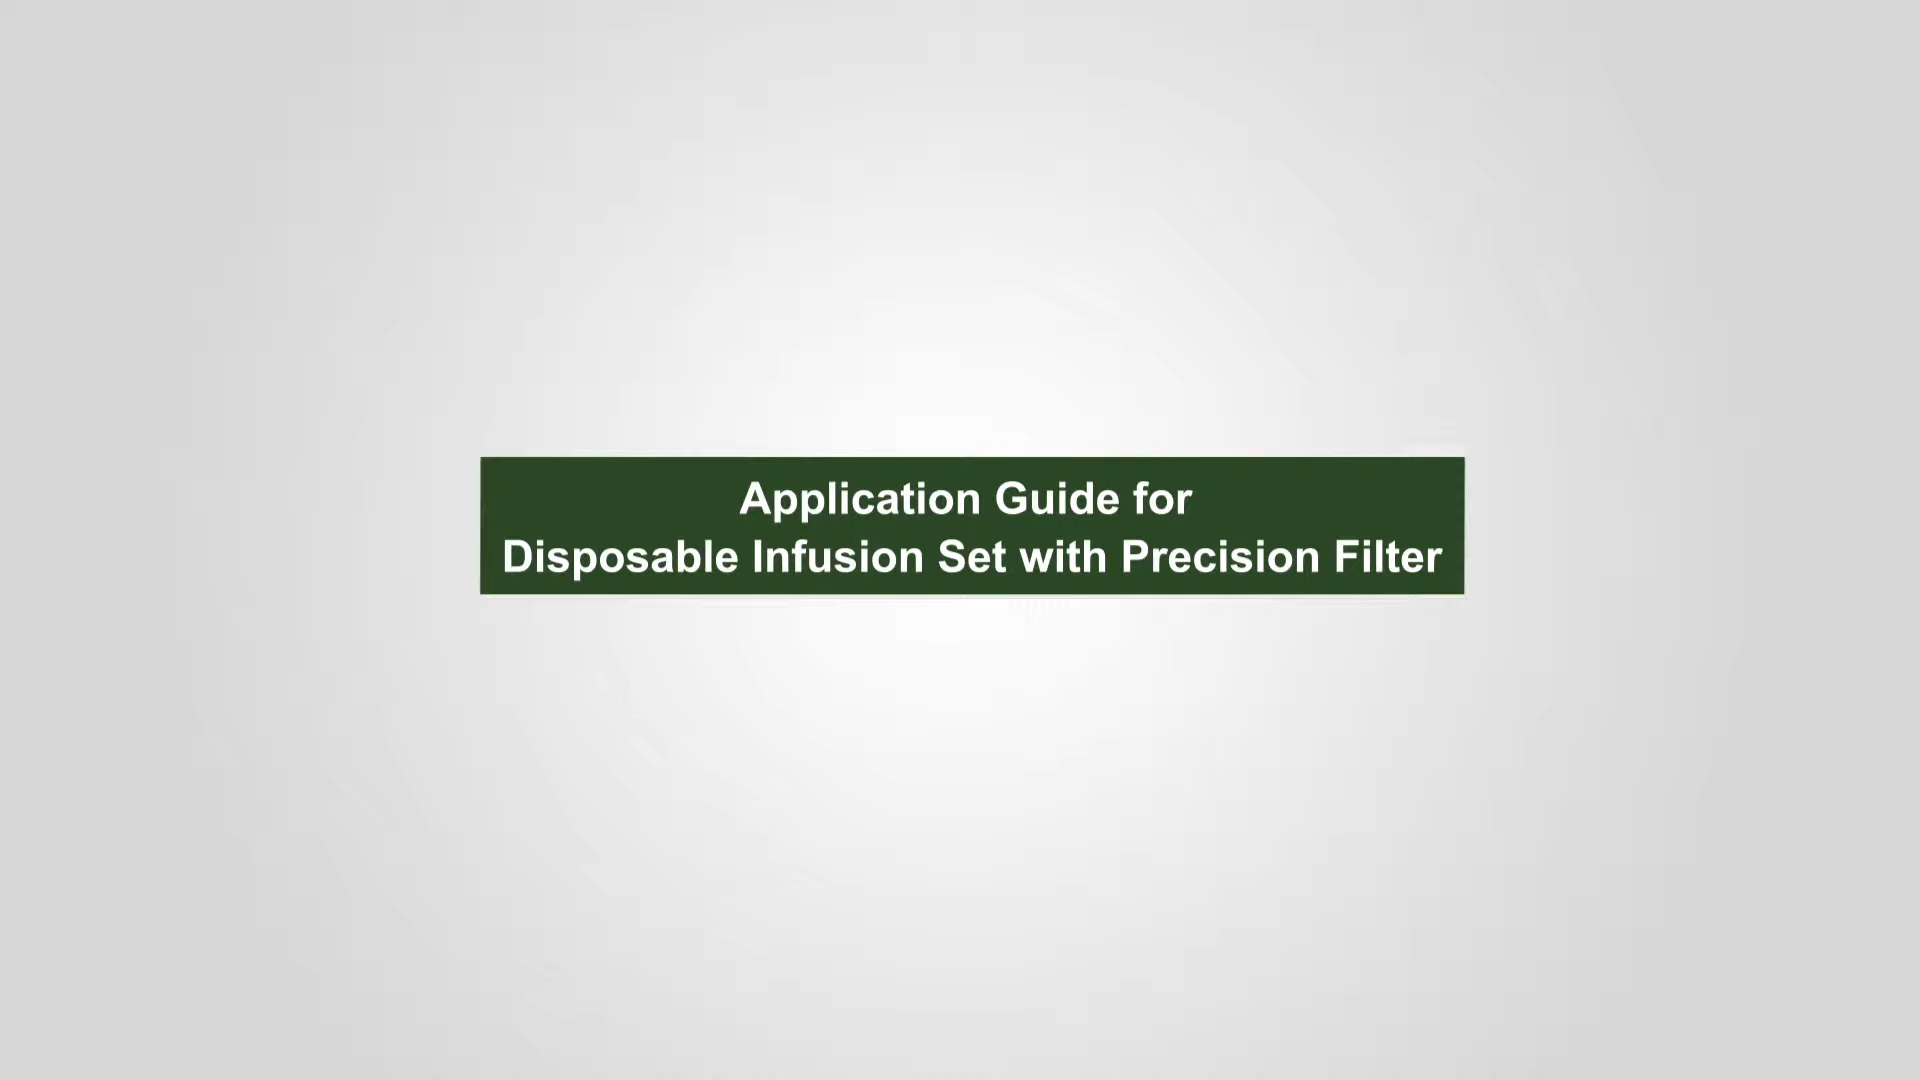 Application Guide for
Disposable Infusion Set with Precision Filter